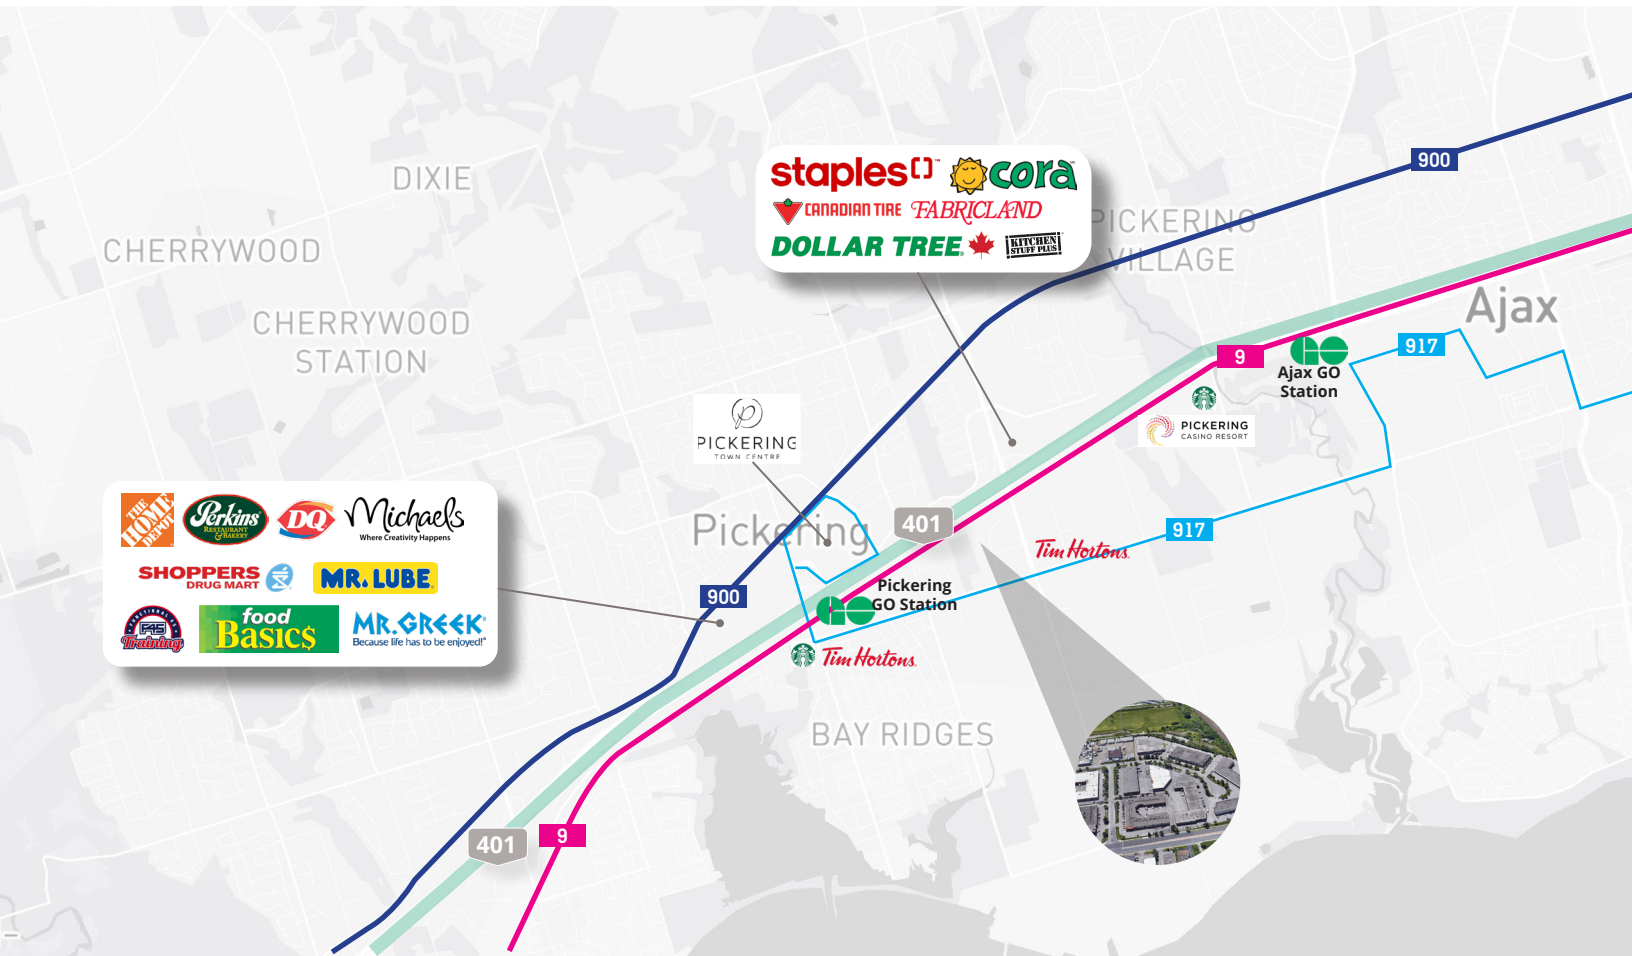 DIXIE
CHERRYWOOD
CHERRYWOOD
STATION
staples
cora
CANADIAN TIRE
FABRICLAND
DOLLAR TREE
KITCHEN
STUFF PLUS
PICKERING
VILLAGE
900
Ajax
917
9
Ajax GO
Station
PICKERING
CASINO RESORT
PICKERING
TOWN CENTRE
THE
HOME
DEPOT
Perkins
RESTAURANT
& BAKERY
DQ
Michaels
Where Creativity Happens
SHOPPERS
DRUG MART
MR. LUBE
F45
Training
food
Basic$
MR.GREEK
Because life has to be enjoyed!
Pickering
401
917
Tim Hortons
900
Pickering
GO Station
GO
Tim Hortons
BAY RIDGES
401
9